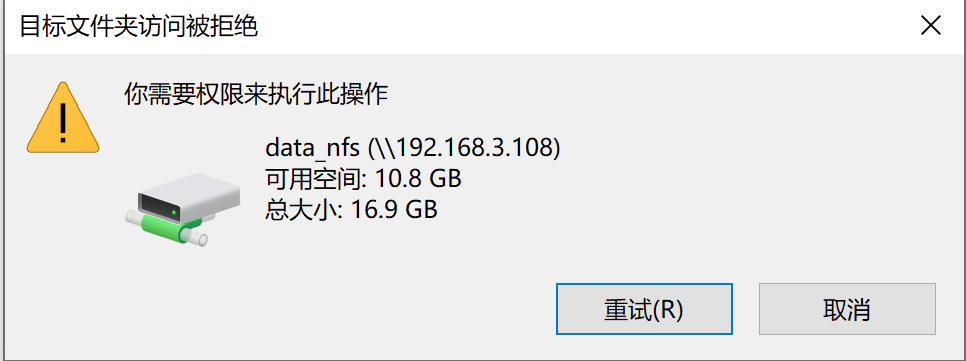 目标文件夹访问被拒绝
你需要权限来执行此操作
data_nfs (\\192.168.3.108)
可用空间: 10.8 GB
总大小: 16.9 GB
重试(R)
取消